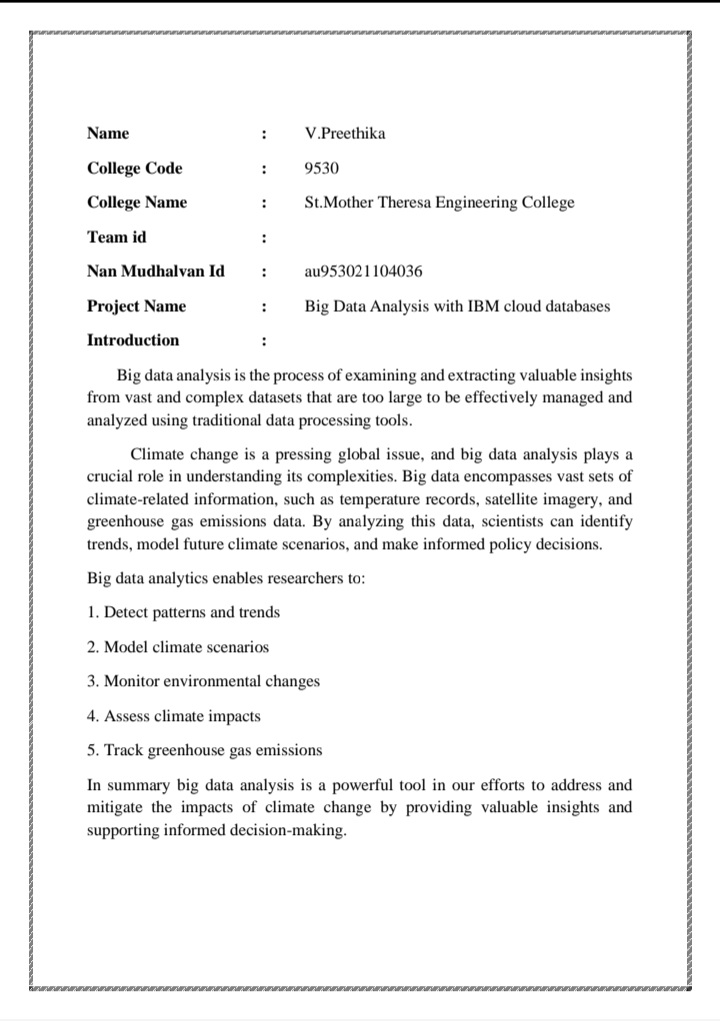 Name : V.Preethika
College Code : 9530
College Name : St.Mother Theresa Engineering College
Team id :
Nan Mudhalvan Id : au953021104036
Project Name : Big Data Analysis with IBM cloud databases
Introduction :
Big data analysis is the process of examining and extracting valuable insights
from vast and complex datasets that are too large to be effectively managed and
analyzed using traditional data processing tools.
Climate change is a pressing global issue, and big data analysis plays a
crucial role in understanding its complexities. Big data encompasses vast sets of
climate-related information, such as temperature records, satellite imagery, and
greenhouse gas emissions data. By analyzing this data, scientists can identify
trends, model future climate scenarios, and make informed policy decisions.
Big data analytics enables researchers to:
1. Detect patterns and trends
2. Model climate scenarios
3. Monitor environmental changes
4. Assess climate impacts
5. Track greenhouse gas emissions
In summary big data analysis is a powerful tool in our efforts to address and
mitigate the impacts of climate change by providing valuable insights and
supporting informed decision-making.